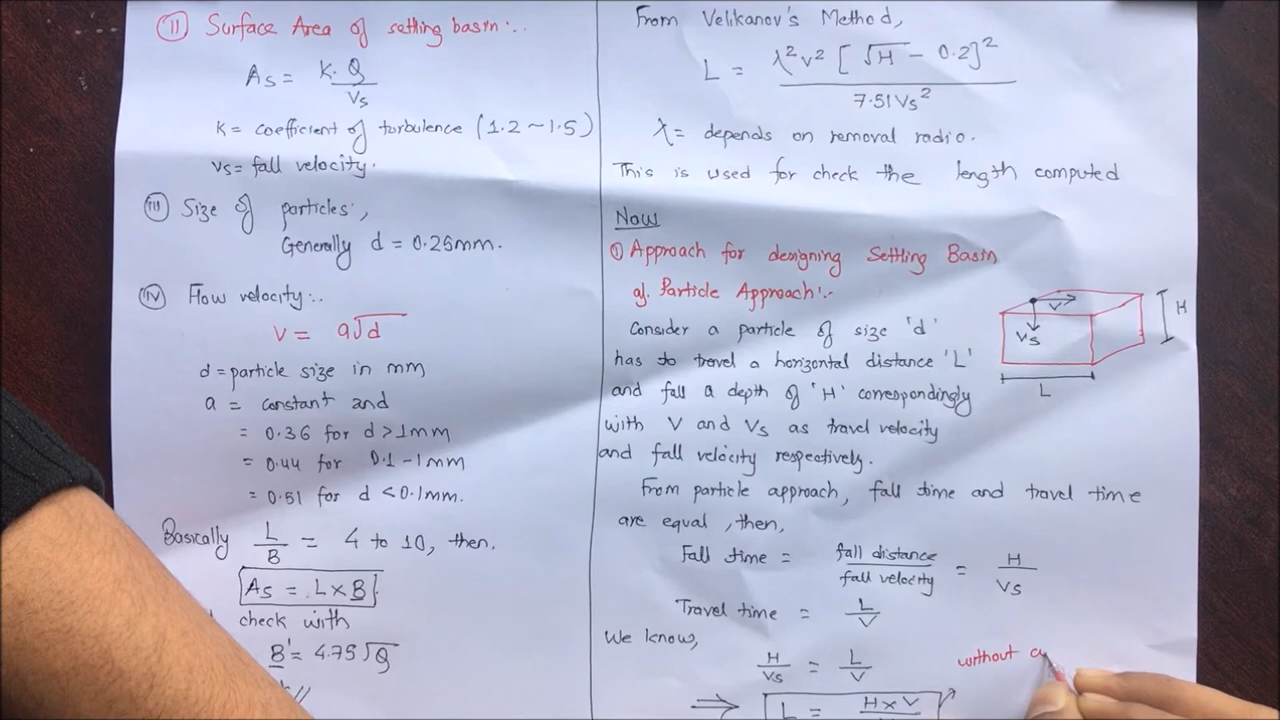 (II) Surface Area of settling basin:-.
As = K. Q / Vs
K = coefficient of turbulence (1.2 ~ 1.5)
Vs = fall velocity.
(III) Size of particles,
Generally d = 0.25mm.
(IV) Flow velocity:-.
V = a√d
d = particle size in mm
a = constant and
= 0.36 for d > 1mm
= 0.44 for 0.1 - 1 mm
= 0.51 for d < 0.1mm.
Basically L/B = 4 to 10, then,
As = L x B
check with
B' = 4.75√Q
From Velikanov's Method,
L = λ² v² [√H - 0.2]² / 7.51 Vs²
λ = depends on removal radio.
This is used for check the length computed
Now
(1) Approach for designing Settling Basin
a). Particle Approach:-
Consider a particle of size 'd'
has to travel a horizontal distance 'L'
and fall a depth of 'H' correspondingly
with V and Vs as travel velocity
and fall velocity respectively.
V
Vs
H
L
From particle approach, fall time and travel time
are equal, then,
Fall time = fall distance / fall velocity = H / Vs
Travel time = L / V
We know,
H / Vs = L / V
without
⇒ L = H x V